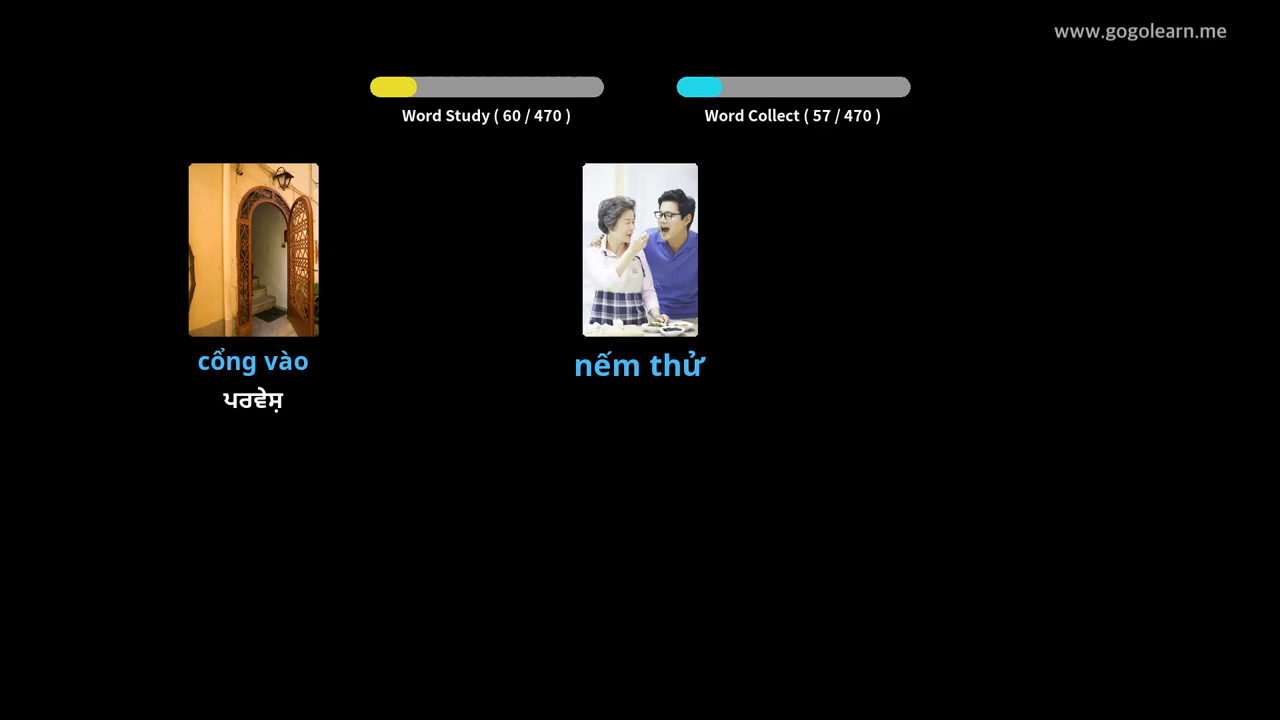 www.gogolearn.me
Word Study ( 60 / 470 )
Word Collect ( 57 / 470 )
cổng vào
ਪਰਵੇਸ਼
nếm thử